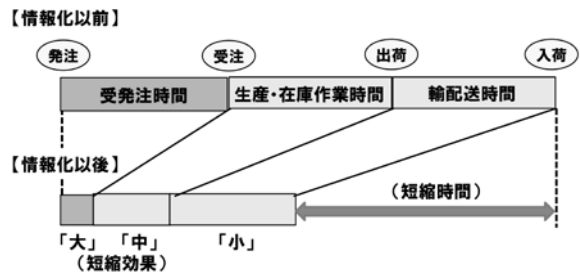 【情報化以前】
発注 受注 出荷 入荷
受発注時間 生産・在庫作業時間 輸配送時間
【情報化以後】
（短縮時間）
「大」 「中」 「小」
（短縮効果）